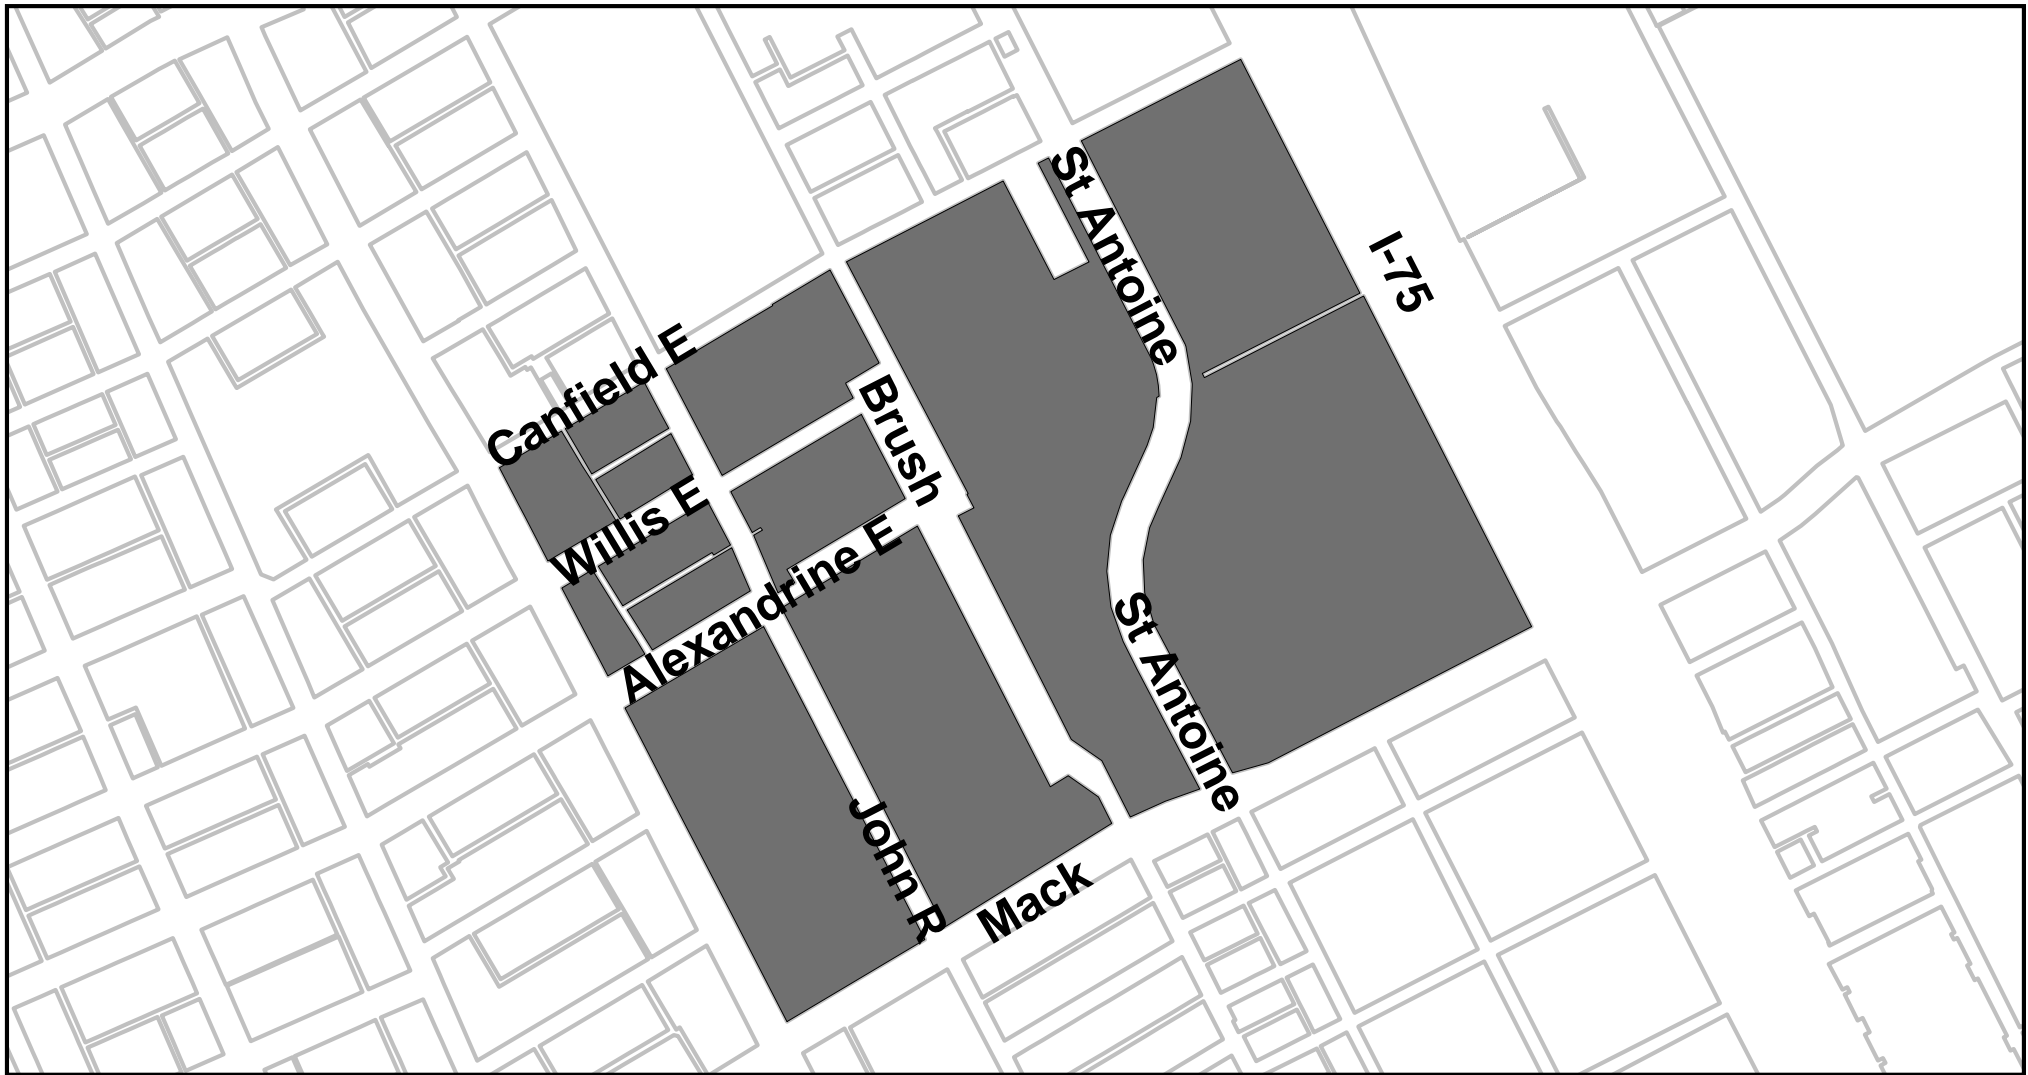 St Antoine
I-75
Canfield E
Brush
Willis E
Alexandrine E
St Antoine
John R
Mack